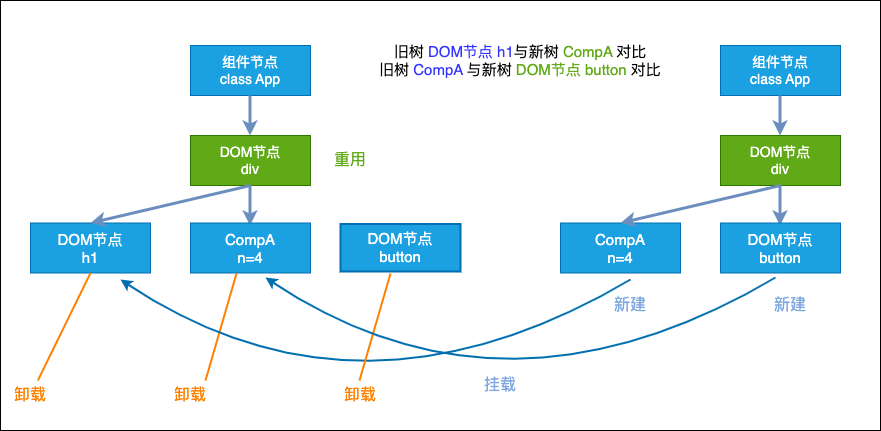 组件节点
class App
旧树 DOM节点 h1与新树 CompA 对比
旧树 CompA 与新树 DOM节点 button 对比
组件节点
class App
DOM节点
div
重用
DOM节点
div
DOM节点
h1
CompA
n=4
DOM节点
button
CompA
n=4
DOM节点
button
新建
新建
卸载
卸载
卸载
挂载